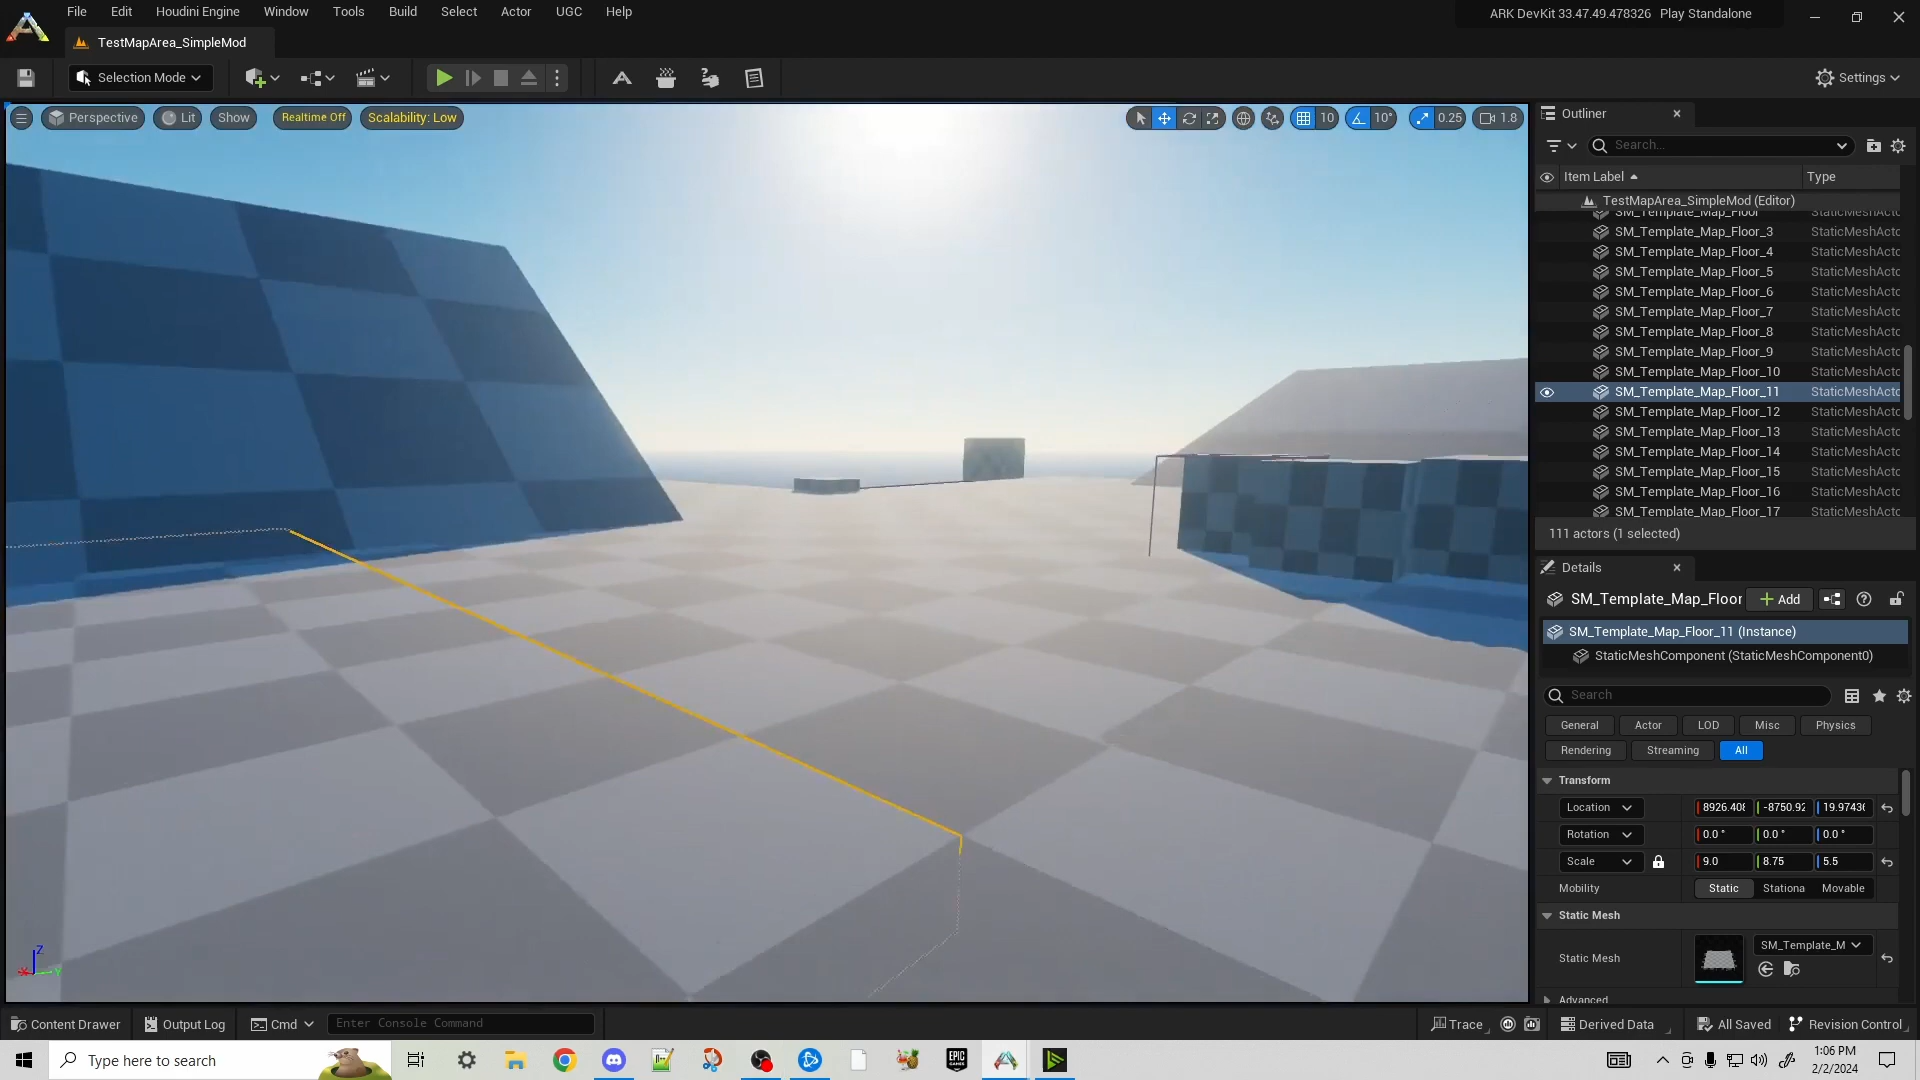 File Edit Houdini Engine Window Tools Build Select Actor UGC Help
ARK DevKit 33.47.49.478326 Play Standalone
TestMapArea_SimpleMod
Selection Mode
Settings
Perspective Lit Show Realtime Off Scalability: Low
10 10° 0.25 1.8
Outliner
Search...
Item Label Type
TestMapArea_SimpleMod (Editor)
SM_Template_Map_Floor StaticMeshActo
SM_Template_Map_Floor_3 StaticMeshActo
SM_Template_Map_Floor_4 StaticMeshActo
SM_Template_Map_Floor_5 StaticMeshActo
SM_Template_Map_Floor_6 StaticMeshActo
SM_Template_Map_Floor_7 StaticMeshActo
SM_Template_Map_Floor_8 StaticMeshActo
SM_Template_Map_Floor_9 StaticMeshActo
SM_Template_Map_Floor_10 StaticMeshActo
SM_Template_Map_Floor_11 StaticMeshActo
SM_Template_Map_Floor_12 StaticMeshActo
SM_Template_Map_Floor_13 StaticMeshActo
SM_Template_Map_Floor_14 StaticMeshActo
SM_Template_Map_Floor_15 StaticMeshActo
SM_Template_Map_Floor_16 StaticMeshActo
SM_Template_Map_Floor_17 StaticMeshActo
111 actors (1 selected)
Details
SM_Template_Map_Floor Add
SM_Template_Map_Floor_11 (Instance)
StaticMeshComponent (StaticMeshComponent0)
Search
General Actor LOD Misc Physics
Rendering Streaming All
Transform
Location 8926.408 -8750.92 19.97436
Rotation 0.0 ° 0.0 ° 0.0 °
Scale 9.0 8.75 5.5
Mobility Static Stationa Movable
Static Mesh
SM_Template_M
Static Mesh
Advanced
Z
X Y
Content Drawer Output Log Cmd Enter Console Command
Trace Derived Data All Saved Revision Control
Type here to search
EPIC GAMES
1:06 PM
2/2/2024